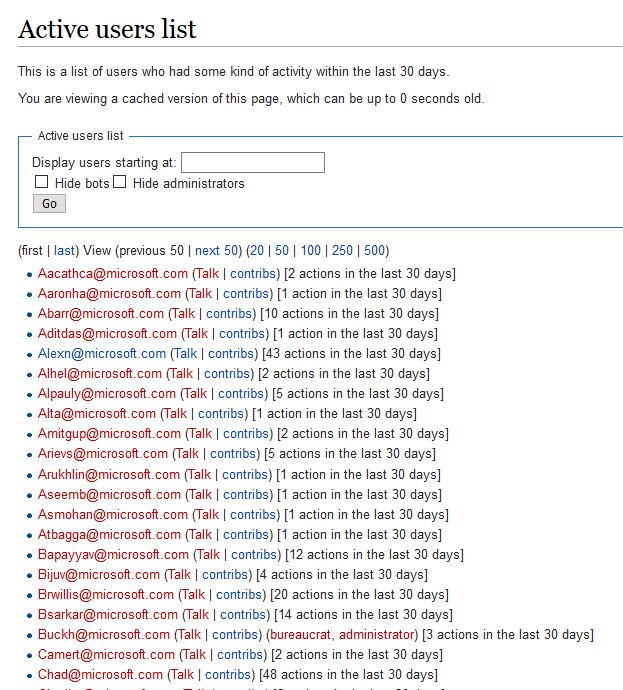 Active users list
This is a list of users who had some kind of activity within the last 30 days.
You are viewing a cached version of this page, which can be up to 0 seconds old.
Active users list
Display users starting at:
Hide bots Hide administrators
Go
(first | last) View (previous 50 | next 50) (20 | 50 | 100 | 250 | 500)
Aacathca@microsoft.com (Talk | contribs) [2 actions in the last 30 days]
Aaronha@microsoft.com (Talk | contribs) [1 action in the last 30 days]
Abarr@microsoft.com (Talk | contribs) [10 actions in the last 30 days]
Aditdas@microsoft.com (Talk | contribs) [1 action in the last 30 days]
Alexn@microsoft.com (Talk | contribs) [43 actions in the last 30 days]
Alhel@microsoft.com (Talk | contribs) [2 actions in the last 30 days]
Alpauly@microsoft.com (Talk | contribs) [5 actions in the last 30 days]
Alta@microsoft.com (Talk | contribs) [1 action in the last 30 days]
Amitgup@microsoft.com (Talk | contribs) [2 actions in the last 30 days]
Arievs@microsoft.com (Talk | contribs) [5 actions in the last 30 days]
Arukhlin@microsoft.com (Talk | contribs) [1 action in the last 30 days]
Aseemb@microsoft.com (Talk | contribs) [1 action in the last 30 days]
Asmohan@microsoft.com (Talk | contribs) [1 action in the last 30 days]
Atbagga@microsoft.com (Talk | contribs) [1 action in the last 30 days]
Bapayyav@microsoft.com (Talk | contribs) [12 actions in the last 30 days]
Bijuv@microsoft.com (Talk | contribs) [4 actions in the last 30 days]
Brwillis@microsoft.com (Talk | contribs) [20 actions in the last 30 days]
Bsarkar@microsoft.com (Talk | contribs) [14 actions in the last 30 days]
Buckh@microsoft.com (Talk | contribs) (bureaucrat, administrator) [3 actions in the last 30 days]
Camert@microsoft.com (Talk | contribs) [2 actions in the last 30 days]
Chad@microsoft.com (Talk | contribs) [48 actions in the last 30 days]